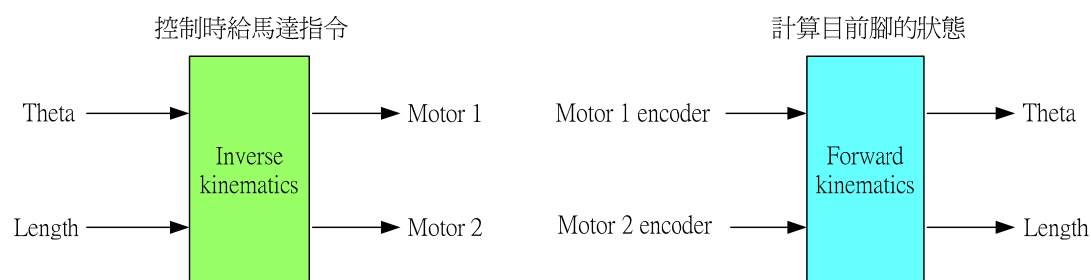 控制時給馬達指令
Theta
Length
Inverse
kinematics
Motor 1
Motor 2
計算目前腳的狀態
Motor 1 encoder
Motor 2 encoder
Forward
kinematics
Theta
Length